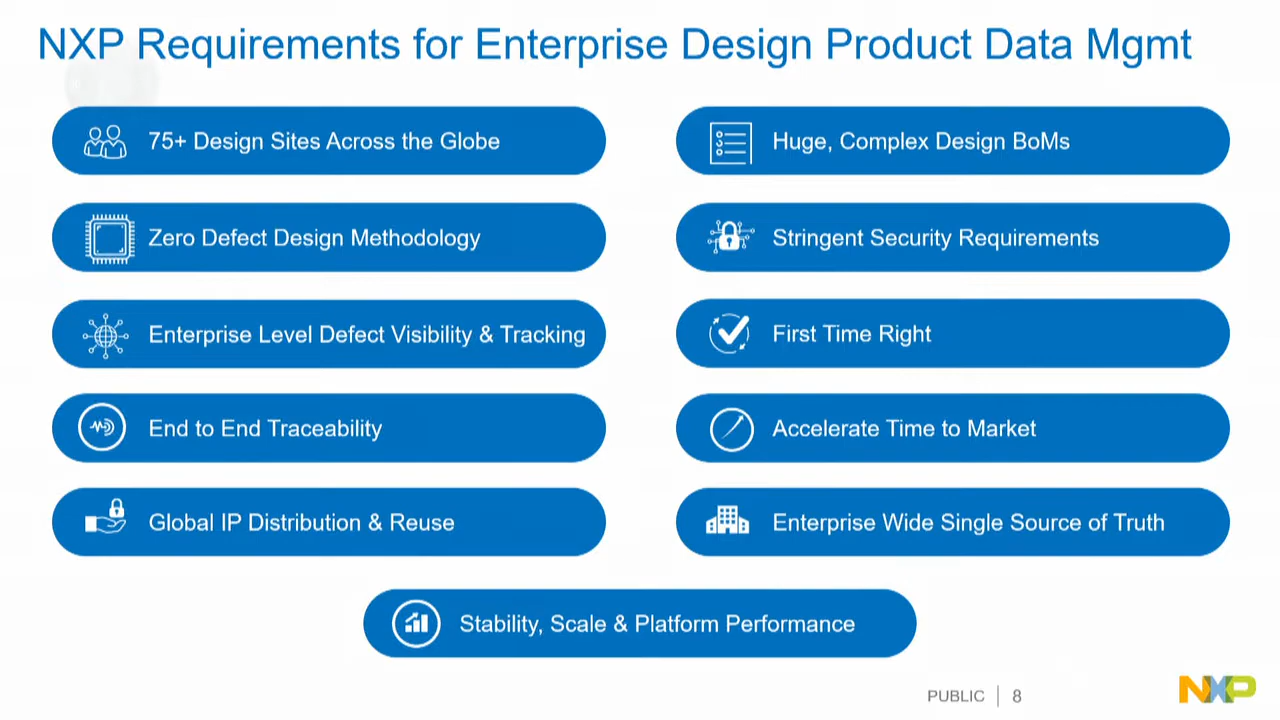 NXP Requirements for Enterprise Design Product Data Mgmt
75+ Design Sites Across the Globe
Zero Defect Design Methodology
Enterprise Level Defect Visibility & Tracking
End to End Traceability
Global IP Distribution & Reuse
Huge, Complex Design BoMs
Stringent Security Requirements
First Time Right
Accelerate Time to Market
Enterprise Wide Single Source of Truth
Stability, Scale & Platform Performance
PUBLIC | 8
NXP